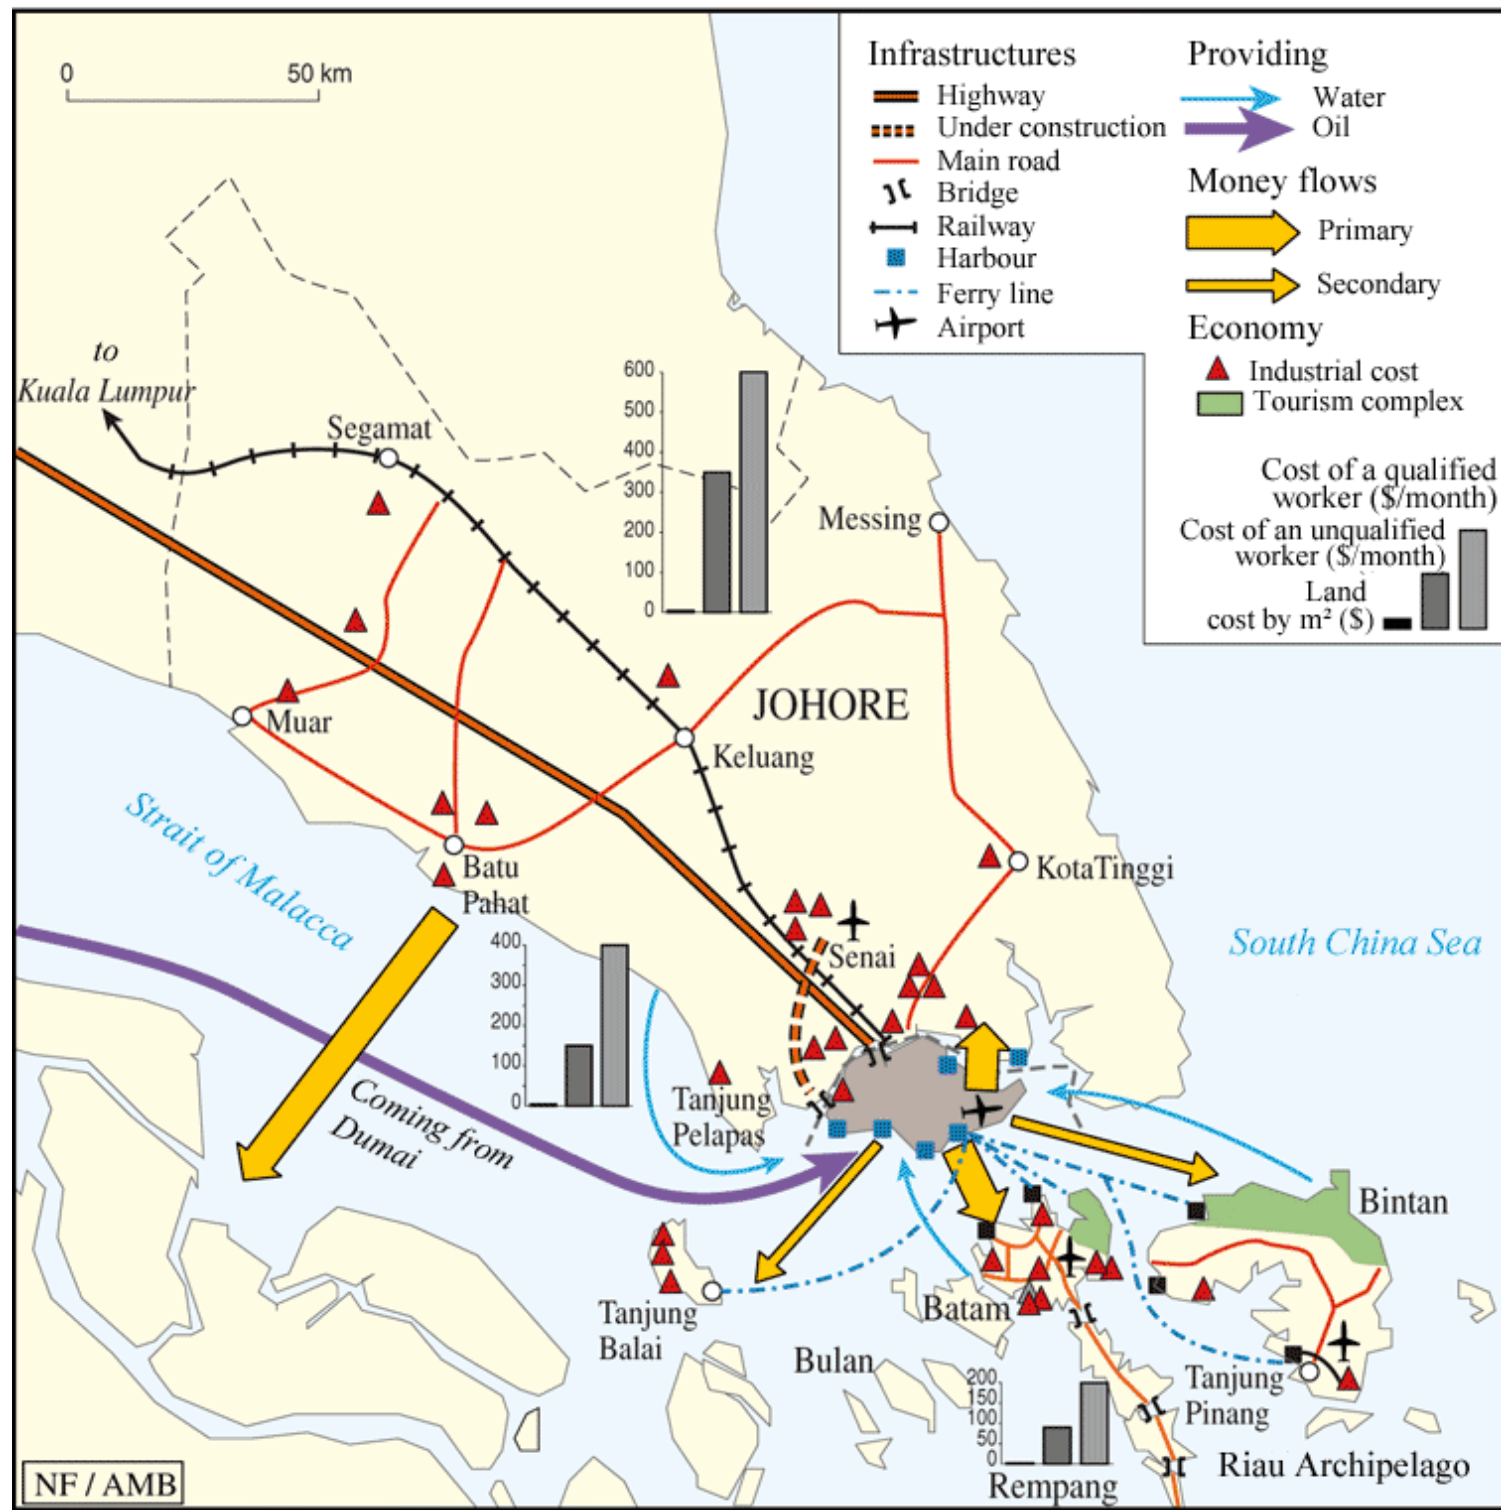 0 50 km
Infrastructures
Highway
Under construction
Main road
Bridge
Railway
Harbour
Ferry line
Airport
Providing
Water
Oil
Money flows
Primary
Secondary
Economy
Industrial cost
Tourism complex
Cost of a qualified
worker ($/month)
Cost of an unqualified
worker ($/month)
Land
cost by m² ($)
to
Kuala Lumpur
Segamat
600
500
400
300
200
100
0
Messing
JOHORE
Muar
Keluang
Strait of Malacca
Batu
Pahat
KotaTinggi
Senai
South China Sea
400
300
200
100
0
Coming from
Dumai
Tanjung
Pelapas
Bintan
Tanjung
Balai
Batam
Bulan
200
150
100
50
0
Tanjung
Pinang
Rempang
Riau Archipelago
NF / AMB